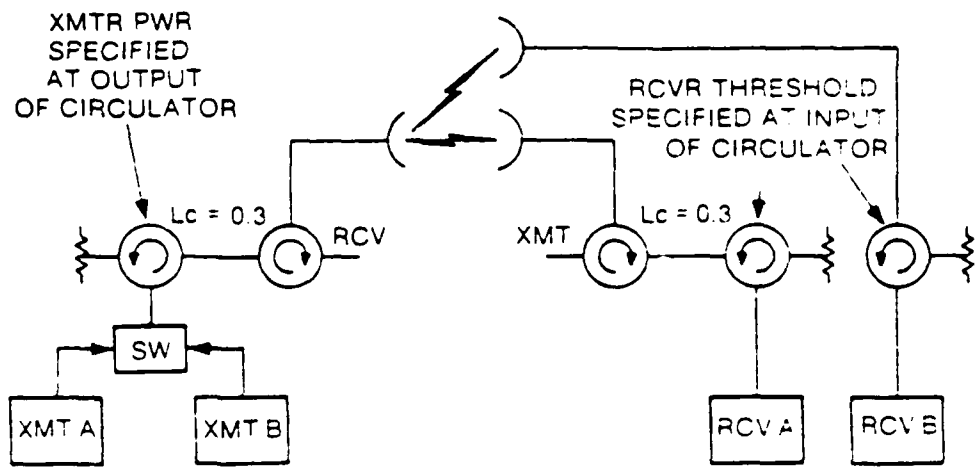 XMTR PWR
SPECIFIED
AT OUTPUT
OF CIRCULATOR
RCVR THRESHOLD
SPECIFIED AT INPUT
OF CIRCULATOR
Lc = 0.3
RCV
XMT
Lc = 0.3
SW
XMT A
XMT B
RCV A
RCV B